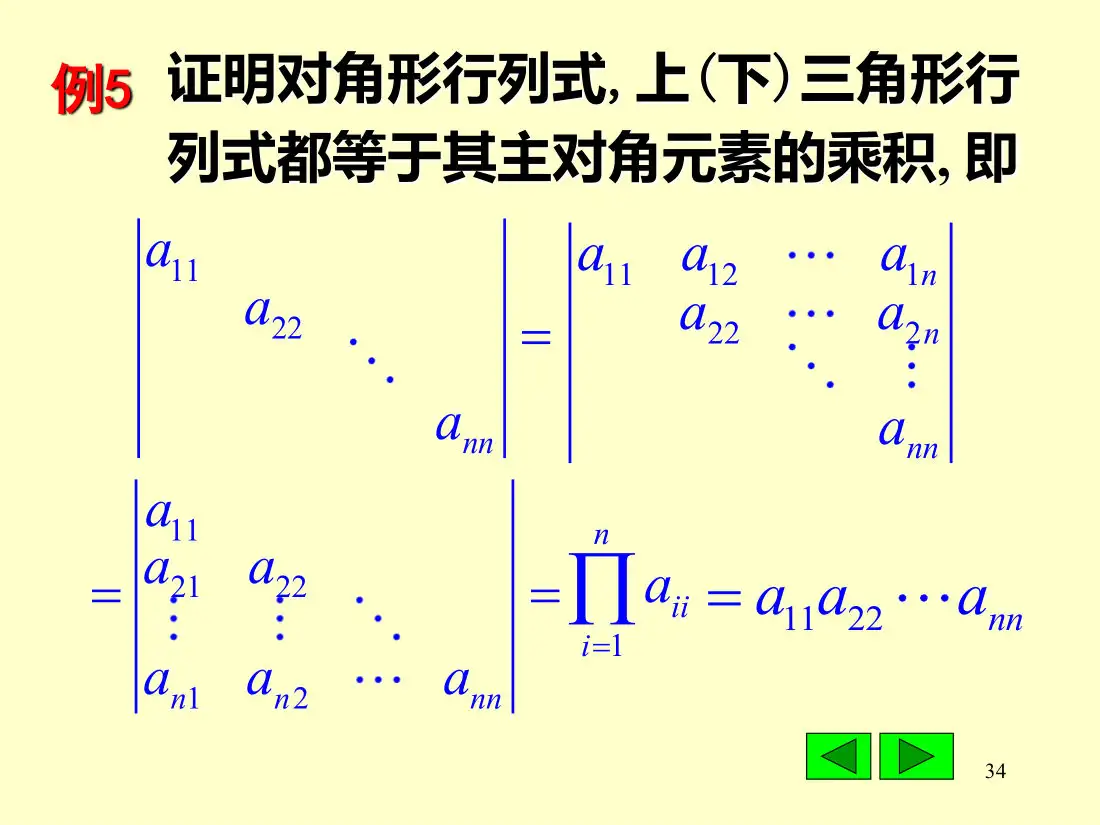 例5 证明对角形行列式, 上(下)三角形行
列式都等于其主对角元素的乘积, 即
| a₁₁ | | a₁₁ a₁₂ ⋯ a₁ₙ |
| a₂₂ | | a₂₂ ⋯ a₂ₙ |
| ⋱ | = | ⋱ ⋮ |
| aₙₙ | | aₙₙ |
| a₁₁ |
| a₂₁ a₂₂ |
= | ⋮ ⋮ ⋱ | = ∏ᵢ₌₁ⁿ aᵢᵢ = a₁₁a₂₂⋯aₙₙ
| aₙ₁ aₙ₂ ⋯ aₙₙ |
34